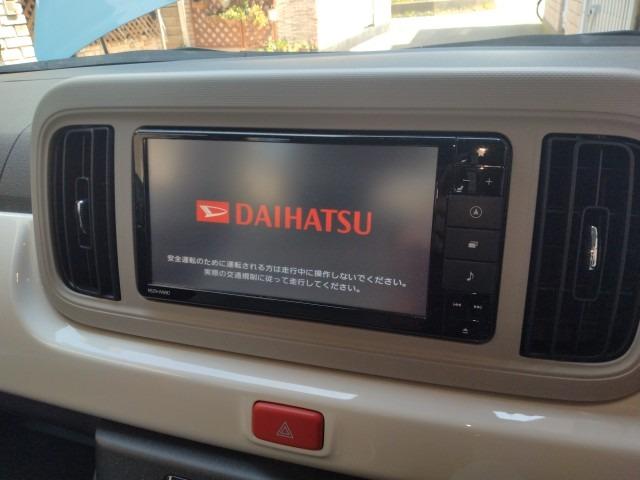 DAIHATSU
安全運転のために運転される方は走行中に操作しないでください。
実際の交通規制に従って走行してください。